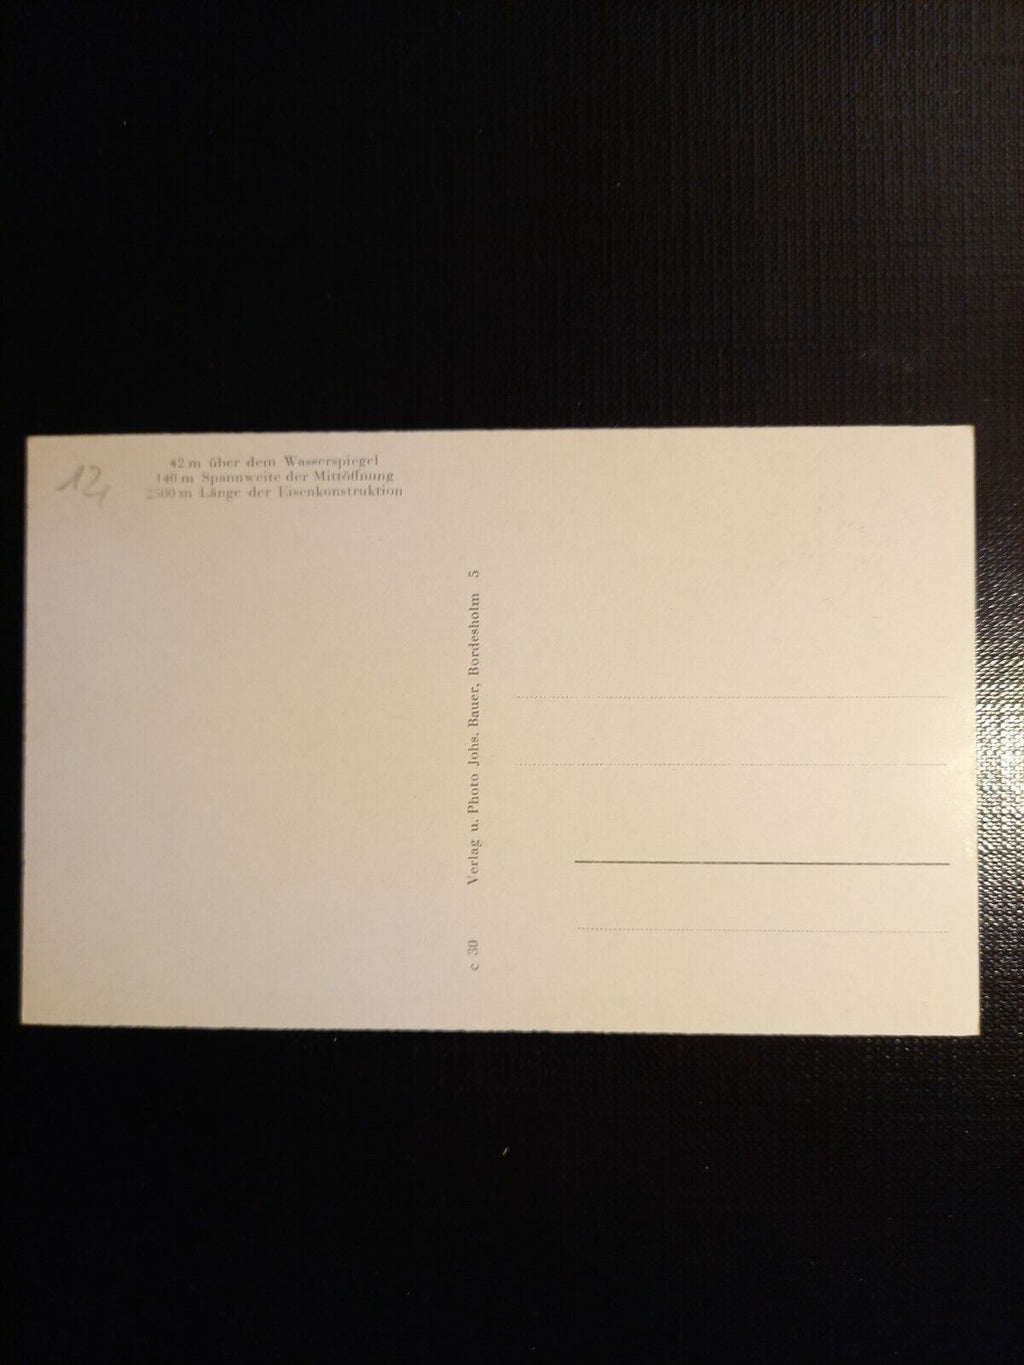 12,
42 m über dem Wasserspiegel
140 m Spannweite der Mittöffnung
2500 m Länge der Eisenkonstruktion
c 30 Verlag u. Photo Johs. Bauer, Bordesholm 5